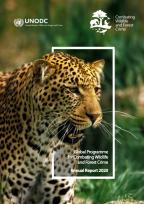 UNODC
Combating
Wildlife
and Forest
Crime
Global Programme
for Combating Wildlife
and Forest Crime
Annual Report 2020